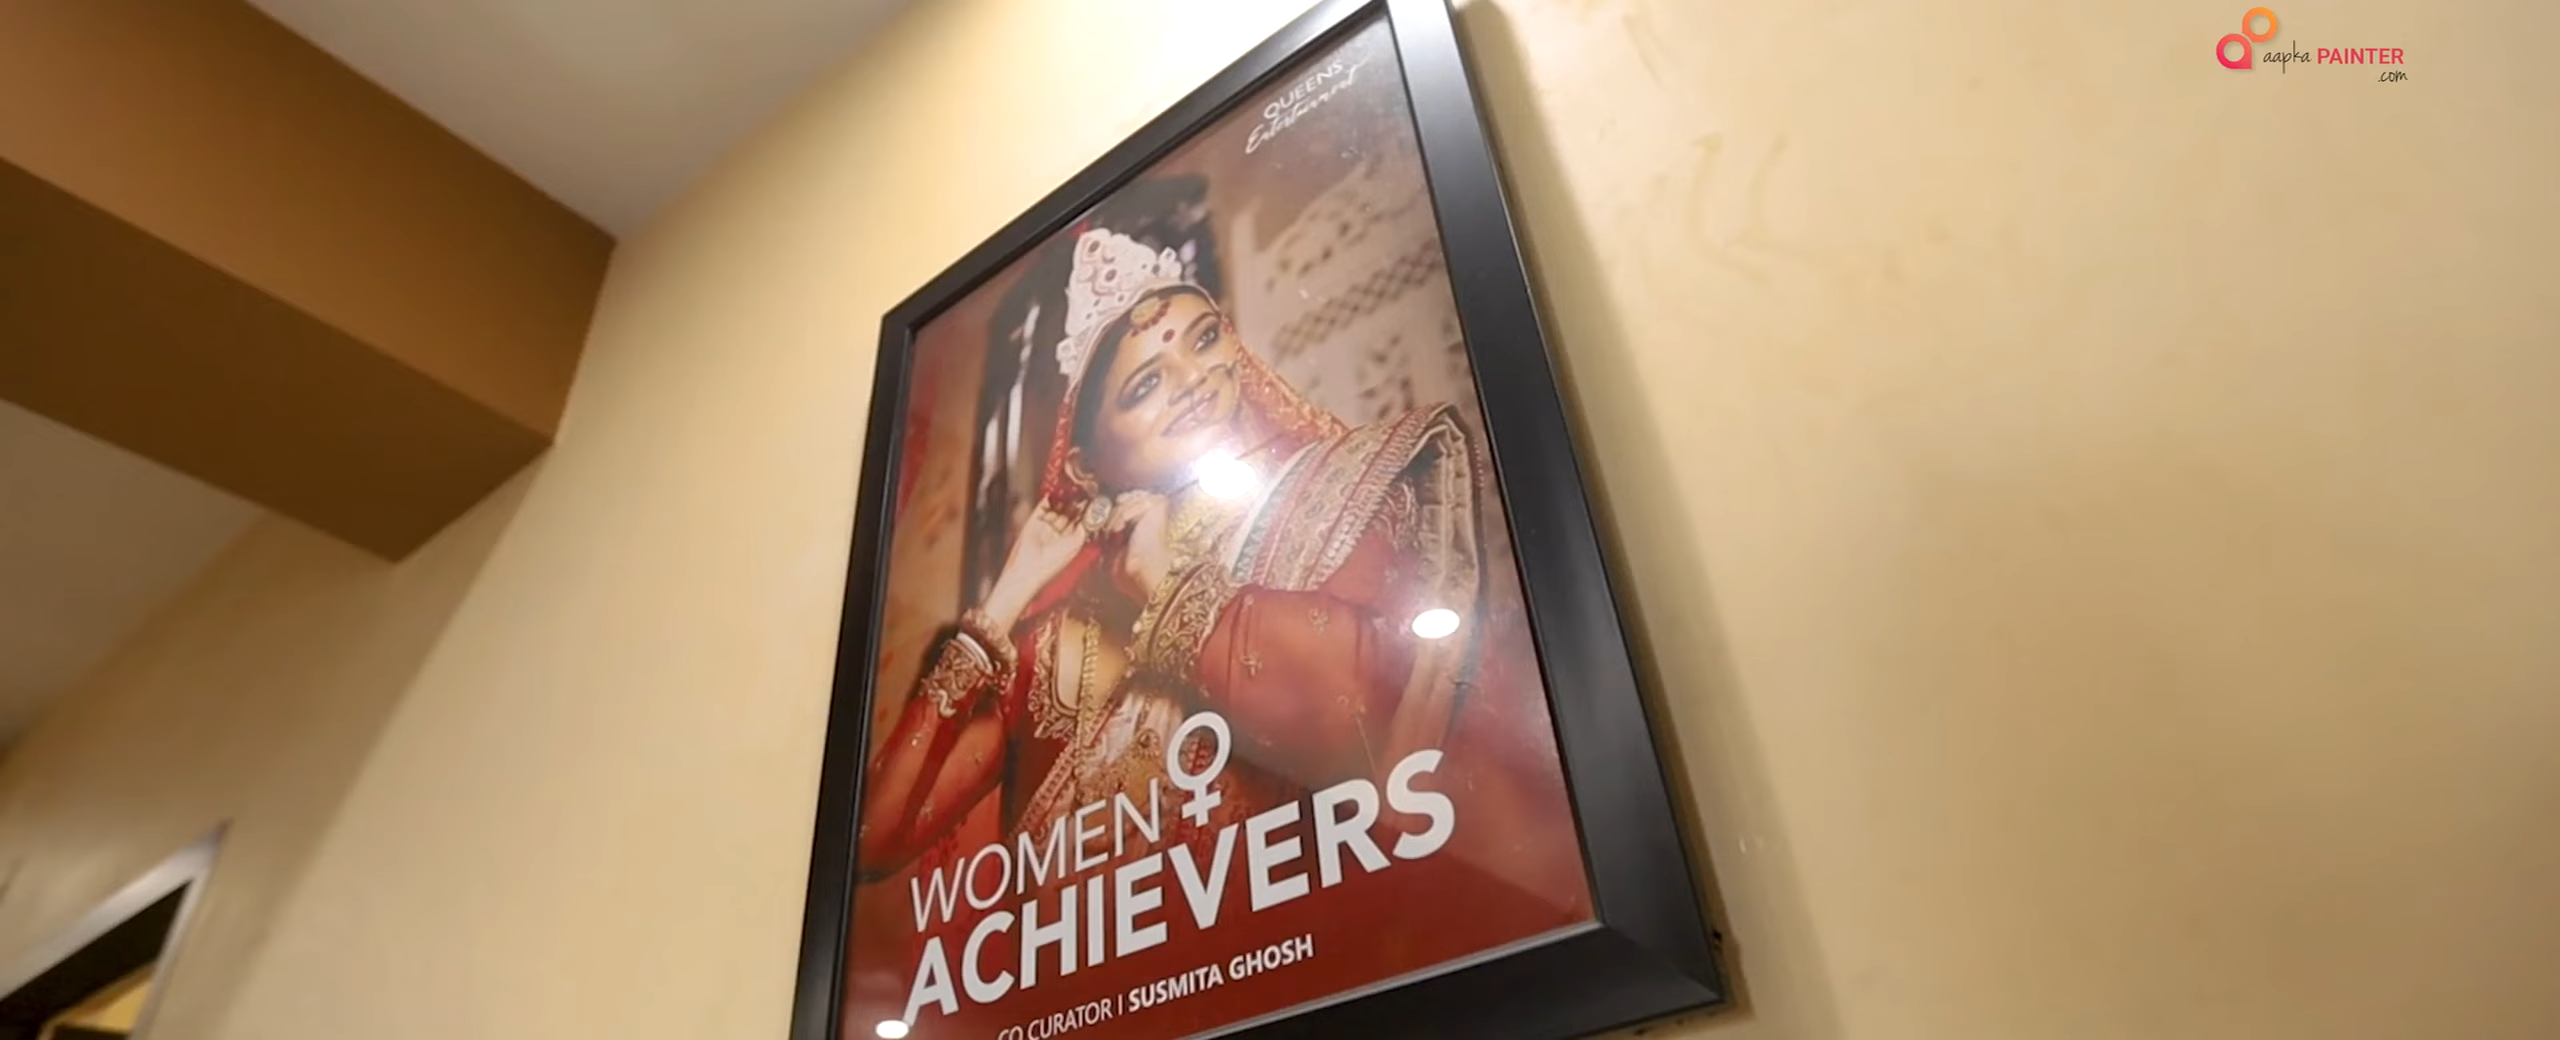 aapka PAINTER
.com
QUEENS
Entertainment
WOMEN
ACHIEVERS
CO CURATOR | SUSMITA GHOSH